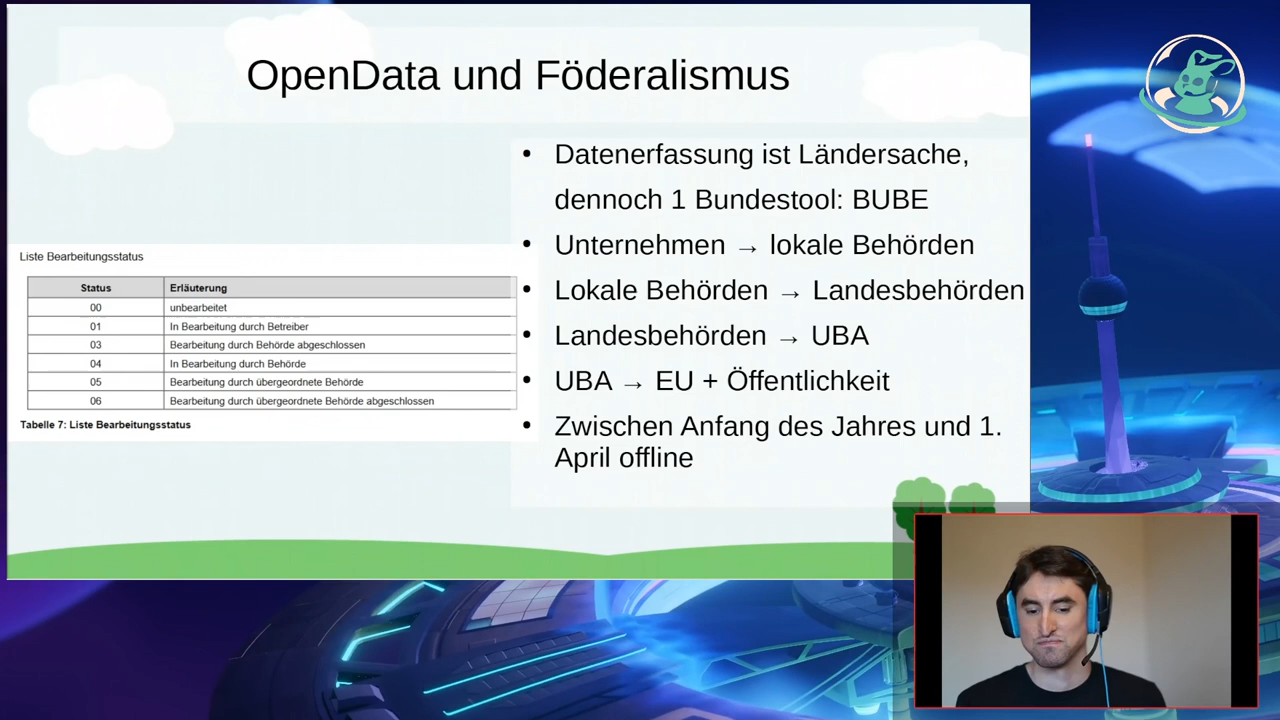 OpenData und Föderalismus
Liste Bearbeitungsstatus
Status Erläuterung
00 unbearbeitet
01 In Bearbeitung durch Betreiber
03 Bearbeitung durch Behörde abgeschlossen
04 In Bearbeitung durch Behörde
05 Bearbeitung durch übergeordnete Behörde
06 Bearbeitung durch übergeordnete Behörde abgeschlossen
Tabelle 7: Liste Bearbeitungsstatus
• Datenerfassung ist Ländersache,
dennoch 1 Bundestool: BUBE
• Unternehmen → lokale Behörden
• Lokale Behörden → Landesbehörden
• Landesbehörden → UBA
• UBA → EU + Öffentlichkeit
• Zwischen Anfang des Jahres und 1.
April offline